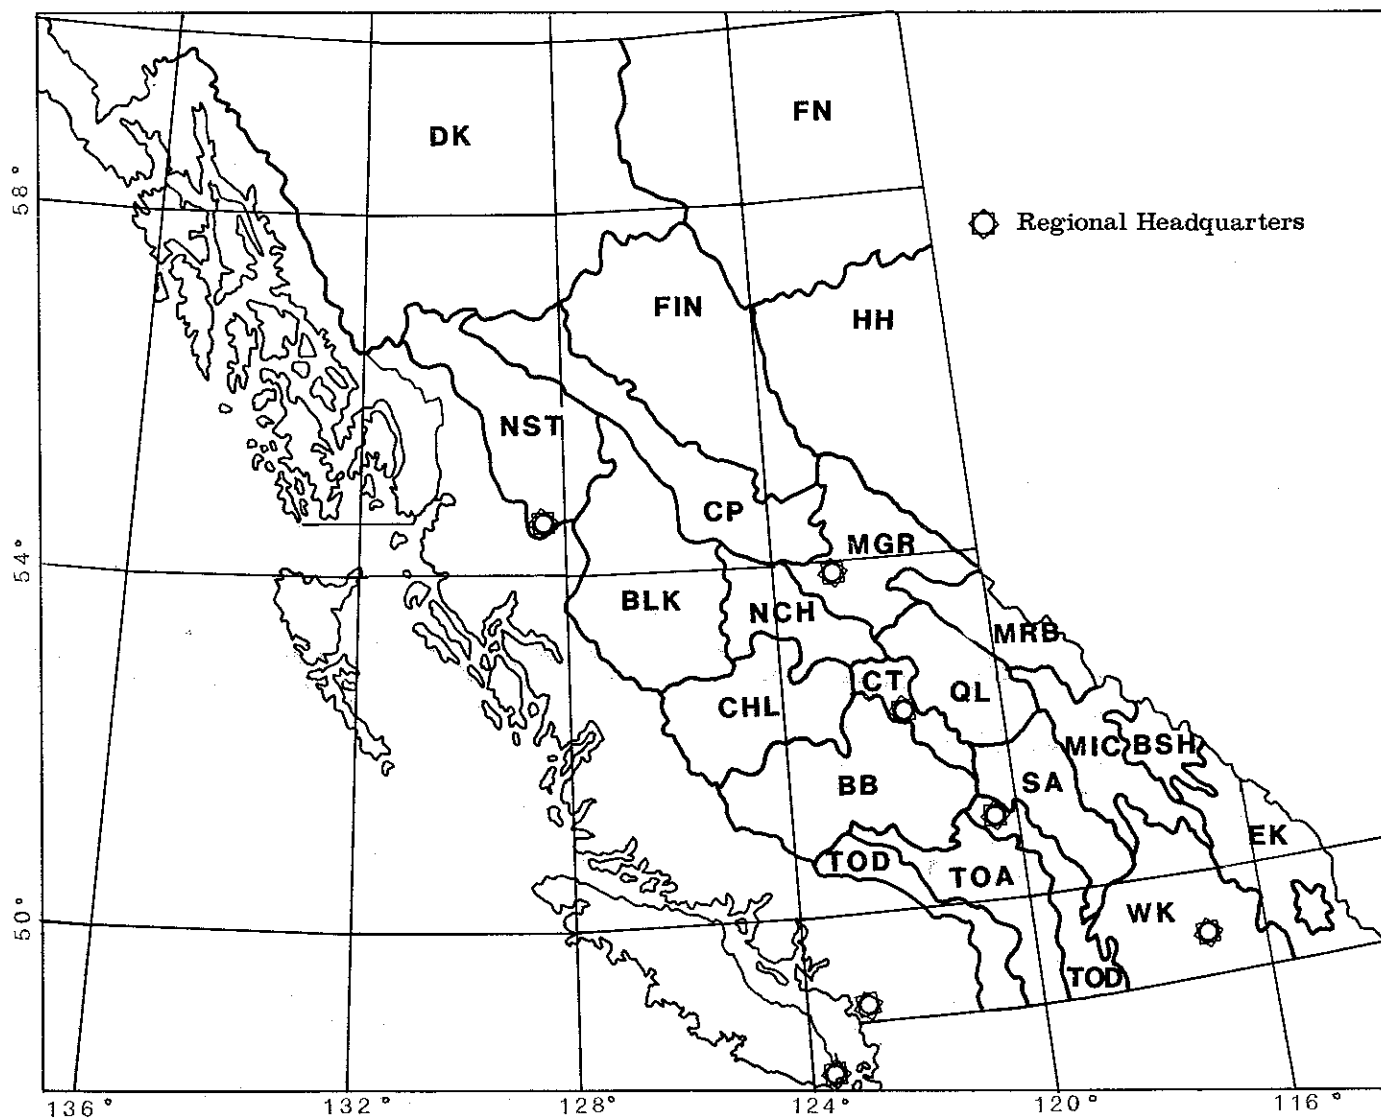 DK
FN
58°
Regional Headquarters
FIN
HH
NST
CP
MGR
54°
BLK
NCH
MRB
CT
QL
CHL
MIC
BSH
BB
SA
TOD
TOA
EK
WK
50°
TOD
136°
132°
128°
124°
120°
116°